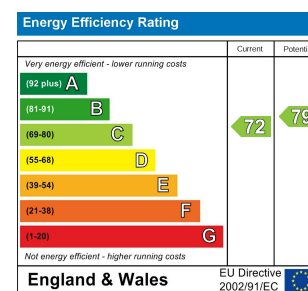 Energy Efficiency Rating
Current Potenti
Very energy efficient - lower running costs
(92 plus) A
(81-91) B
(69-80) C
(55-68) D
(39-54) E
(21-38) F
(1-20) G
72
79
Not energy efficient - higher running costs
England & Wales
EU Directive
2002/91/EC